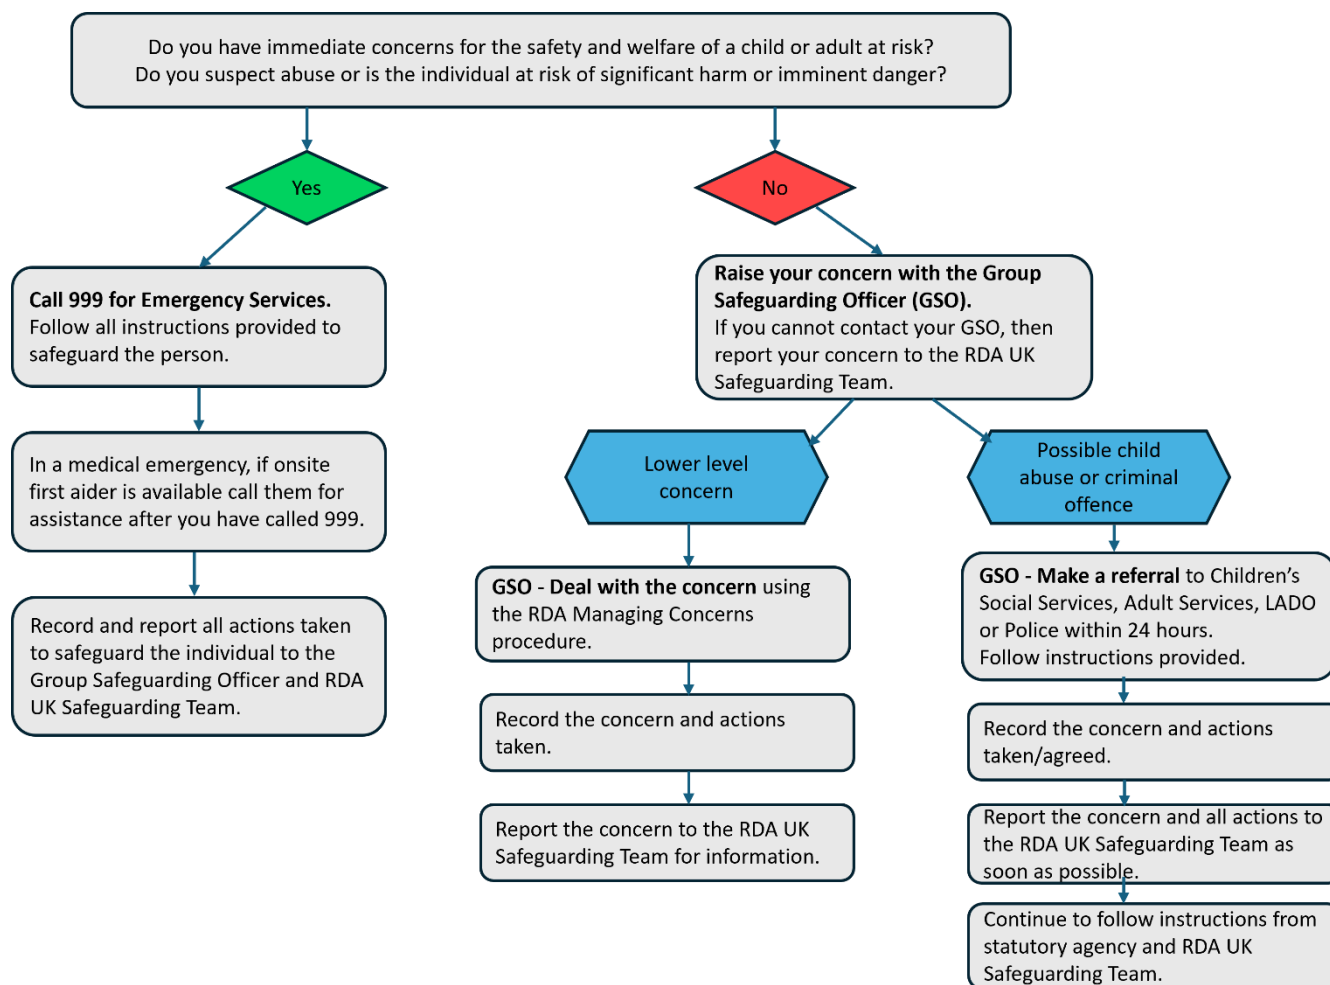 Do you have immediate concerns for the safety and welfare of a child or adult at risk?
Do you suspect abuse or is the individual at risk of significant harm or imminent danger?
Yes
No
Call 999 for Emergency Services.
Follow all instructions provided to
safeguard the person.
In a medical emergency, if onsite
first aider is available call them for
assistance after you have called 999.
Record and report all actions taken
to safeguard the individual to the
Group Safeguarding Officer and RDA
UK Safeguarding Team.
Raise your concern with the Group
Safeguarding Officer (GSO).
If you cannot contact your GSO, then
report your concern to the RDA UK
Safeguarding Team.
Lower level
concern
GSO - Deal with the concern using
the RDA Managing Concerns
procedure.
Record the concern and actions
taken.
Report the concern to the RDA UK
Safeguarding Team for information.
Possible child
abuse or criminal
offence
GSO - Make a referral to Children's
Social Services, Adult Services, LADO
or Police within 24 hours.
Follow instructions provided.
Record the concern and actions
taken/agreed.
Report the concern and all actions to
the RDA UK Safeguarding Team as
soon as possible.
Continue to follow instructions from
statutory agency and RDA UK
Safeguarding Team.